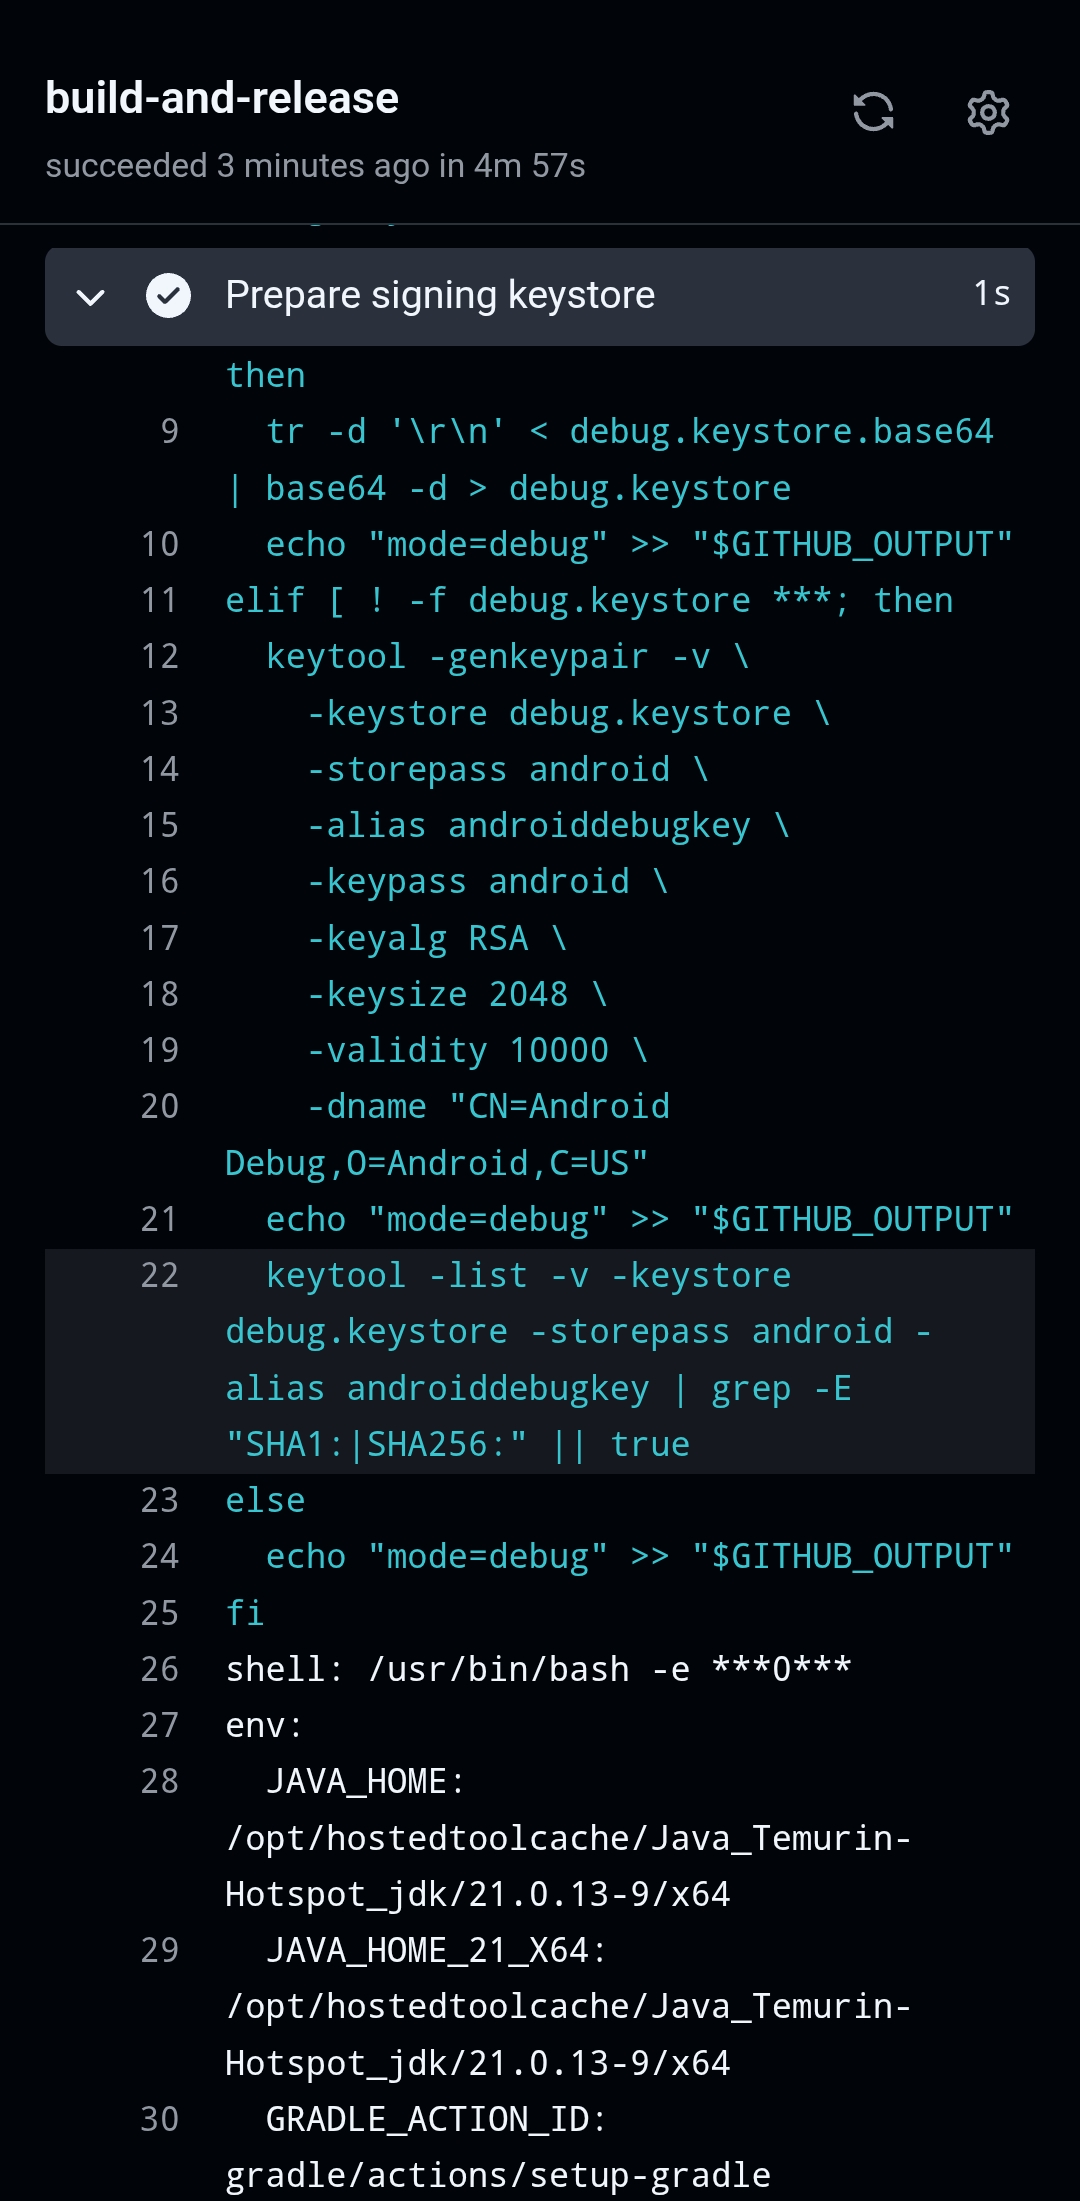 build-and-release
succeeded 3 minutes ago in 4m 57s
Prepare signing keystore 1s
then
9 tr -d '\r\n' < debug.keystore.base64
| base64 -d > debug.keystore
10 echo "mode=debug" >> "$GITHUB_OUTPUT"
11 elif [ ! -f debug.keystore ***; then
12 keytool -genkeypair -v \
13 -keystore debug.keystore \
14 -storepass android \
15 -alias androiddebugkey \
16 -keypass android \
17 -keyalg RSA \
18 -keysize 2048 \
19 -validity 10000 \
20 -dname "CN=Android
Debug,O=Android,C=US"
21 echo "mode=debug" >> "$GITHUB_OUTPUT"
22 keytool -list -v -keystore
debug.keystore -storepass android -
alias androiddebugkey | grep -E
"SHA1:|SHA256:" || true
23 else
24 echo "mode=debug" >> "$GITHUB_OUTPUT"
25 fi
26 shell: /usr/bin/bash -e ***0***
27 env:
28 JAVA_HOME:
/opt/hostedtoolcache/Java_Temurin-
Hotspot_jdk/21.0.13-9/x64
29 JAVA_HOME_21_X64:
/opt/hostedtoolcache/Java_Temurin-
Hotspot_jdk/21.0.13-9/x64
30 GRADLE_ACTION_ID:
gradle/actions/setup-gradle